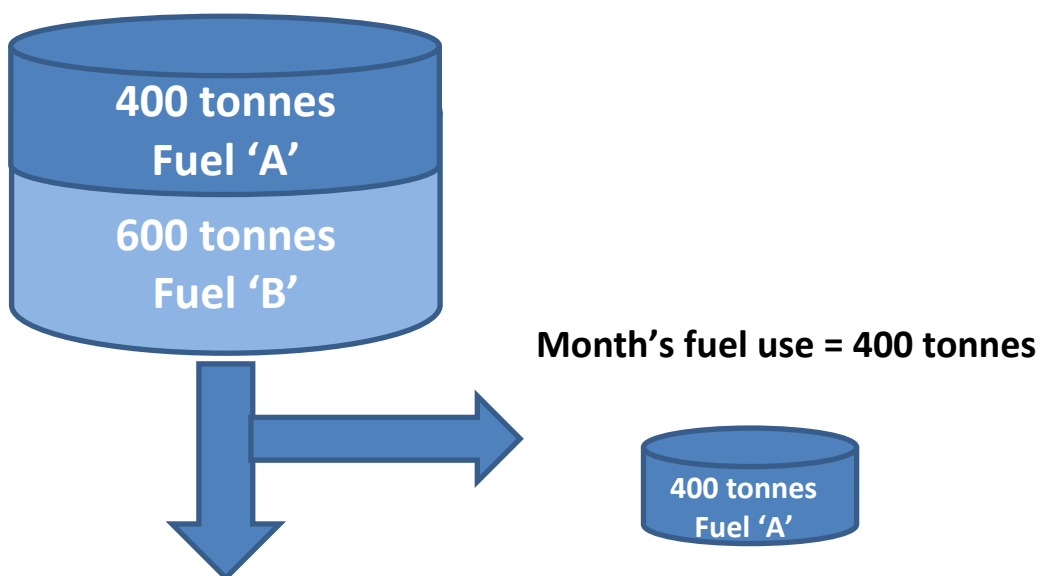 400 tonnes
Fuel ‘A’
600 tonnes
Fuel ‘B’
Month’s fuel use = 400 tonnes
400 tonnes
Fuel ‘A’